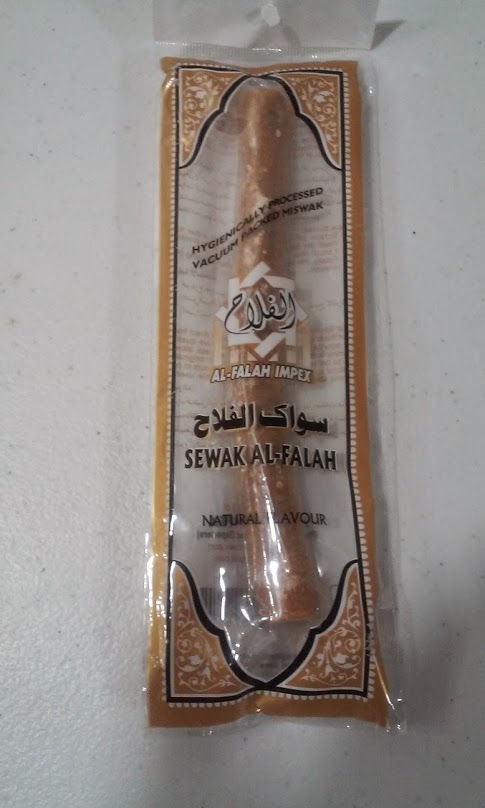 HYGIENICALLY PROCESSED
VACUUM PACKED MISWAK
الفلاح
AL-FALAH IMPEX
سواك الفلاح
SEWAK AL-FALAH
NATURAL FLAVOUR